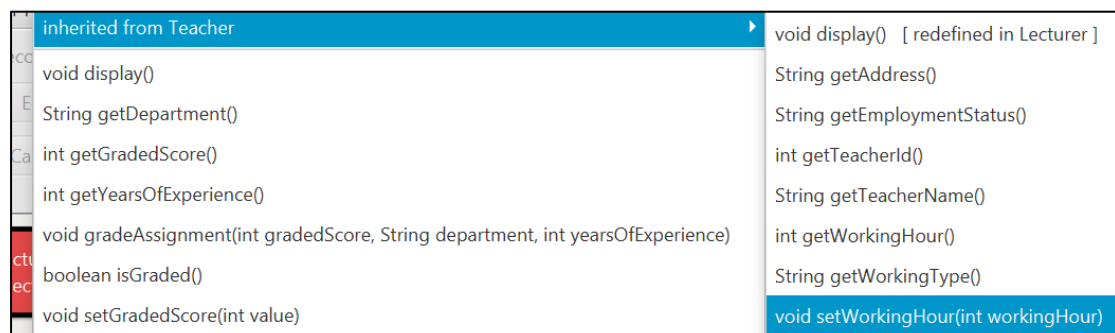 inherited from Teacher
void display()
String getDepartment()
int getGradedScore()
int getYearsOfExperience()
void gradeAssignment(int gradedScore, String department, int yearsOfExperience)
boolean isGraded()
void setGradedScore(int value)
void display() [ redefined in Lecturer ]
String getAddress()
String getEmploymentStatus()
int getTeacherId()
String getTeacherName()
int getWorkingHour()
String getWorkingType()
void setWorkingHour(int workingHour)